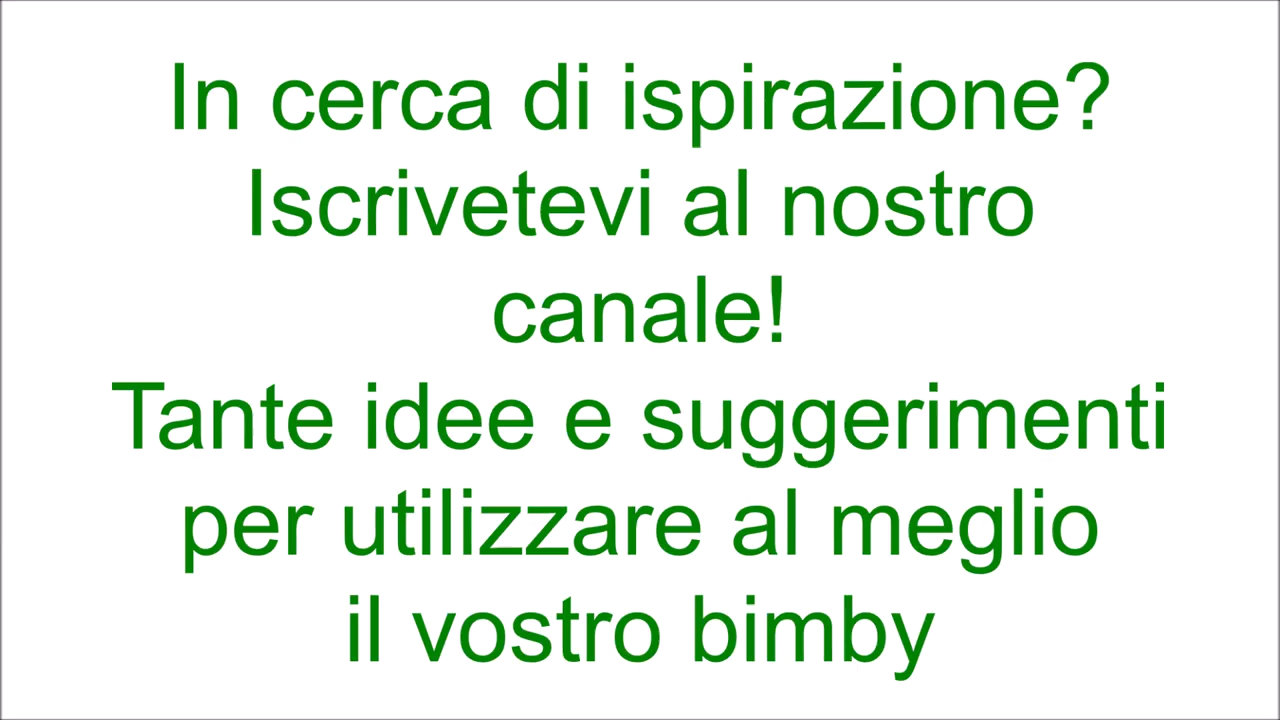 In cerca di ispirazione?
Iscrivetevi al nostro
canale!
Tante idee e suggerimenti
per utilizzare al meglio
il vostro bimby